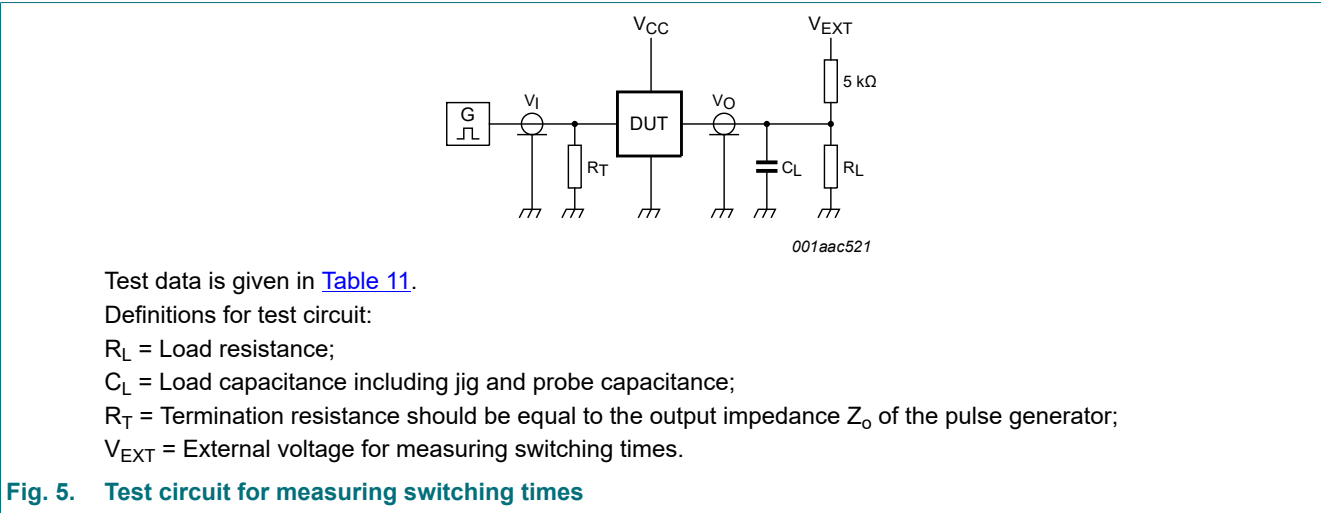 VCC VEXT
5 kΩ
G VI DUT VO
RT CL RL
001aac521
Test data is given in Table 11.
Definitions for test circuit:
RL = Load resistance;
CL = Load capacitance including jig and probe capacitance;
RT = Termination resistance should be equal to the output impedance Zo of the pulse generator;
VEXT = External voltage for measuring switching times.
Fig. 5. Test circuit for measuring switching times